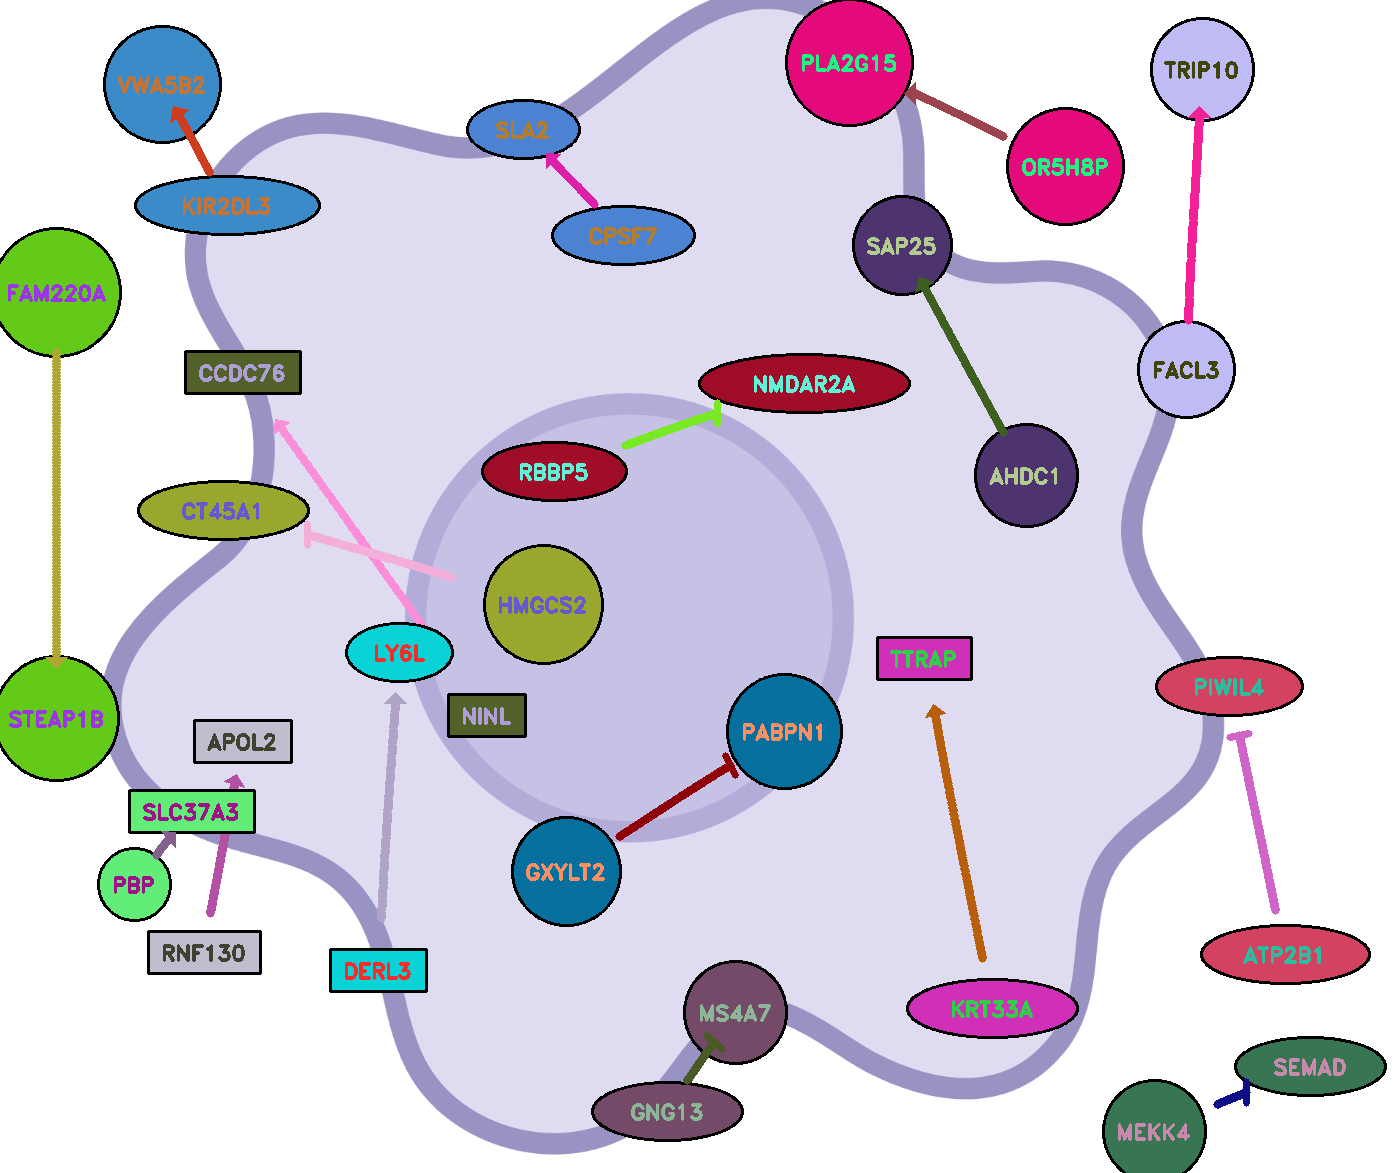 PLA2G15
TRIP10
VWA5B2
SLA2
OR5H8P
KIR2DL3
CPSF7
SAP25
FAM220A
CCDC76
NMDAR2A
FACL3
RBBP5
AHDC1
CT45A1
HMGCS2
LY6L
TTRAP
PIWIL4
NINL
STEAP1B
PABPN1
APOL2
SLC37A3
GXYLT2
PBP
RNF130
ATP2B1
DERL3
KRT33A
MS4A7
SEMAD
GNG13
MEKK4